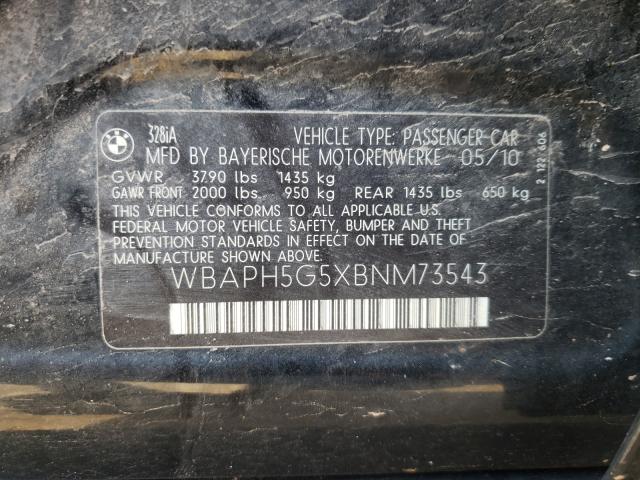 BMW
328iA
VEHICLE TYPE: PASSENGER CAR
MFD BY BAYERISCHE MOTORENWERKE 05/10
GVWR 3790 lbs 1435 kg
GAWR FRONT 2000 lbs. 950 kg REAR 1435 lbs 650 kg
THIS VEHICLE CONFORMS TO ALL APPLICABLE U.S.
FEDERAL MOTOR VEHICLE SAFETY, BUMPER AND THEFT
PREVENTION STANDARDS IN EFFECT ON THE DATE OF
MANUFACTURE SHOWN ABOVE.
WBAPH5G5XBNM73543